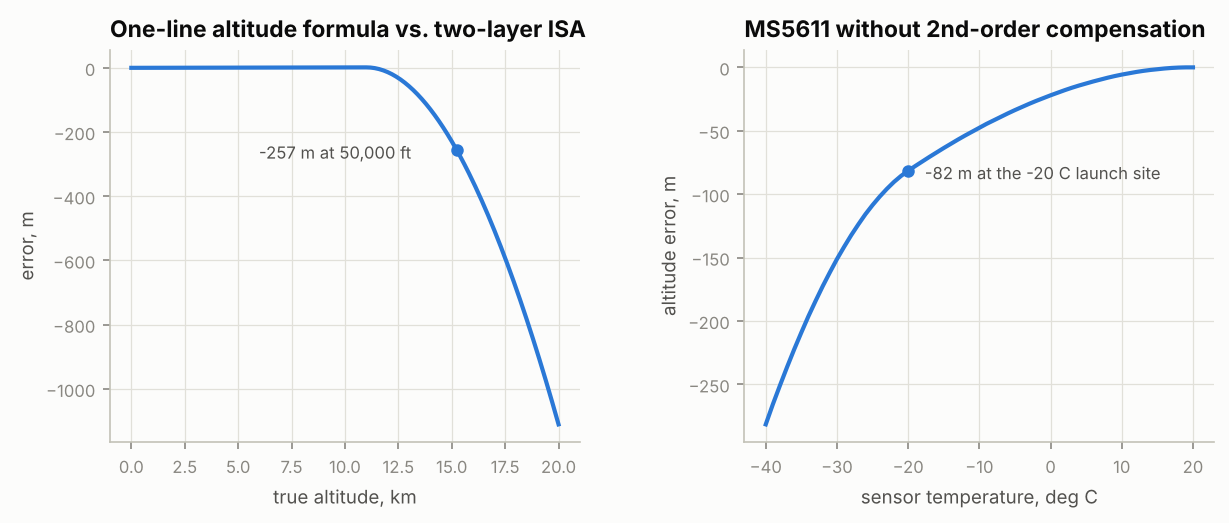 One-line altitude formula vs. two-layer ISA
0
−200
−400
−600
−800
−1000
error, m
-257 m at 50,000 ft
0.0 2.5 5.0 7.5 10.0 12.5 15.0 17.5 20.0
true altitude, km
MS5611 without 2nd-order compensation
0
−50
−100
−150
−200
−250
altitude error, m
-82 m at the -20 C launch site
−40 −30 −20 −10 0 10 20
sensor temperature, deg C